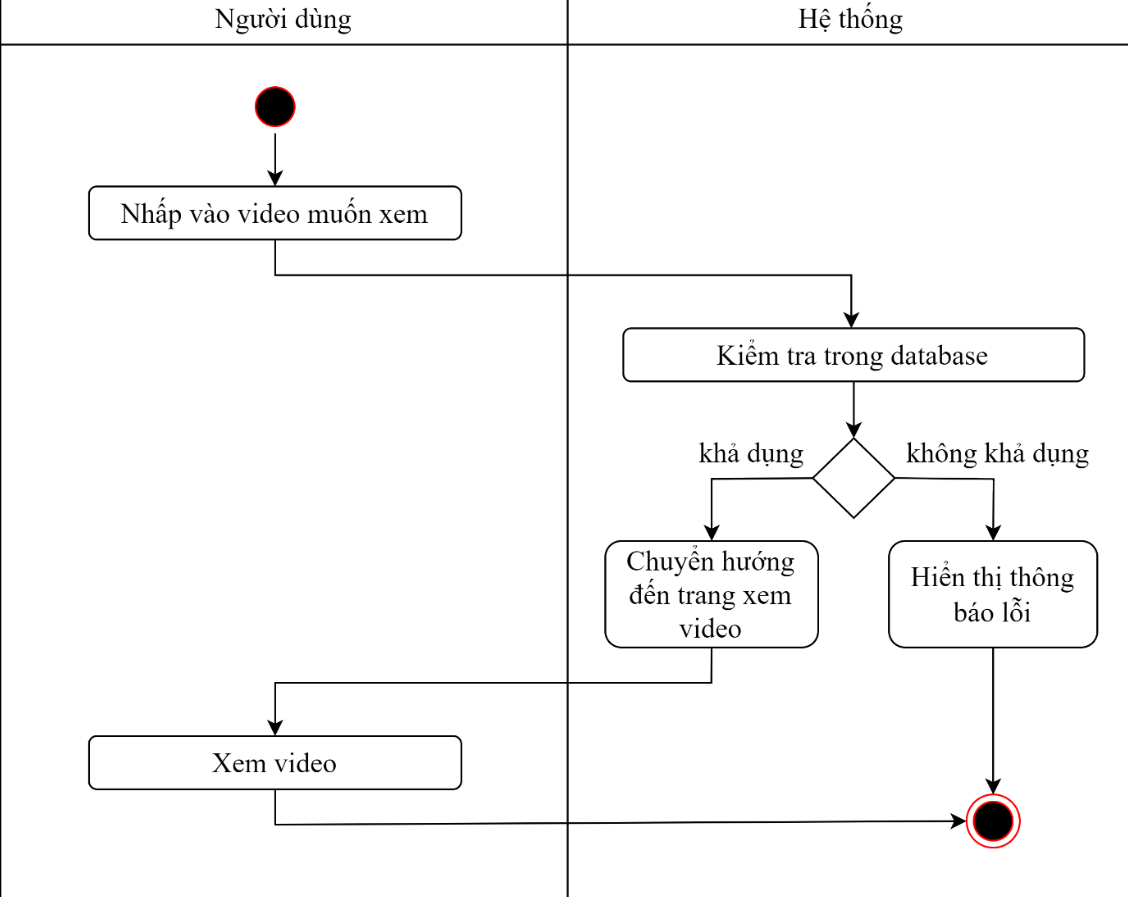 Người dùng
Hệ thống
Nhấp vào video muốn xem
Kiểm tra trong database
khả dụng
không khả dụng
Chuyển hướng
đến trang xem
video
Hiển thị thông
báo lỗi
Xem video